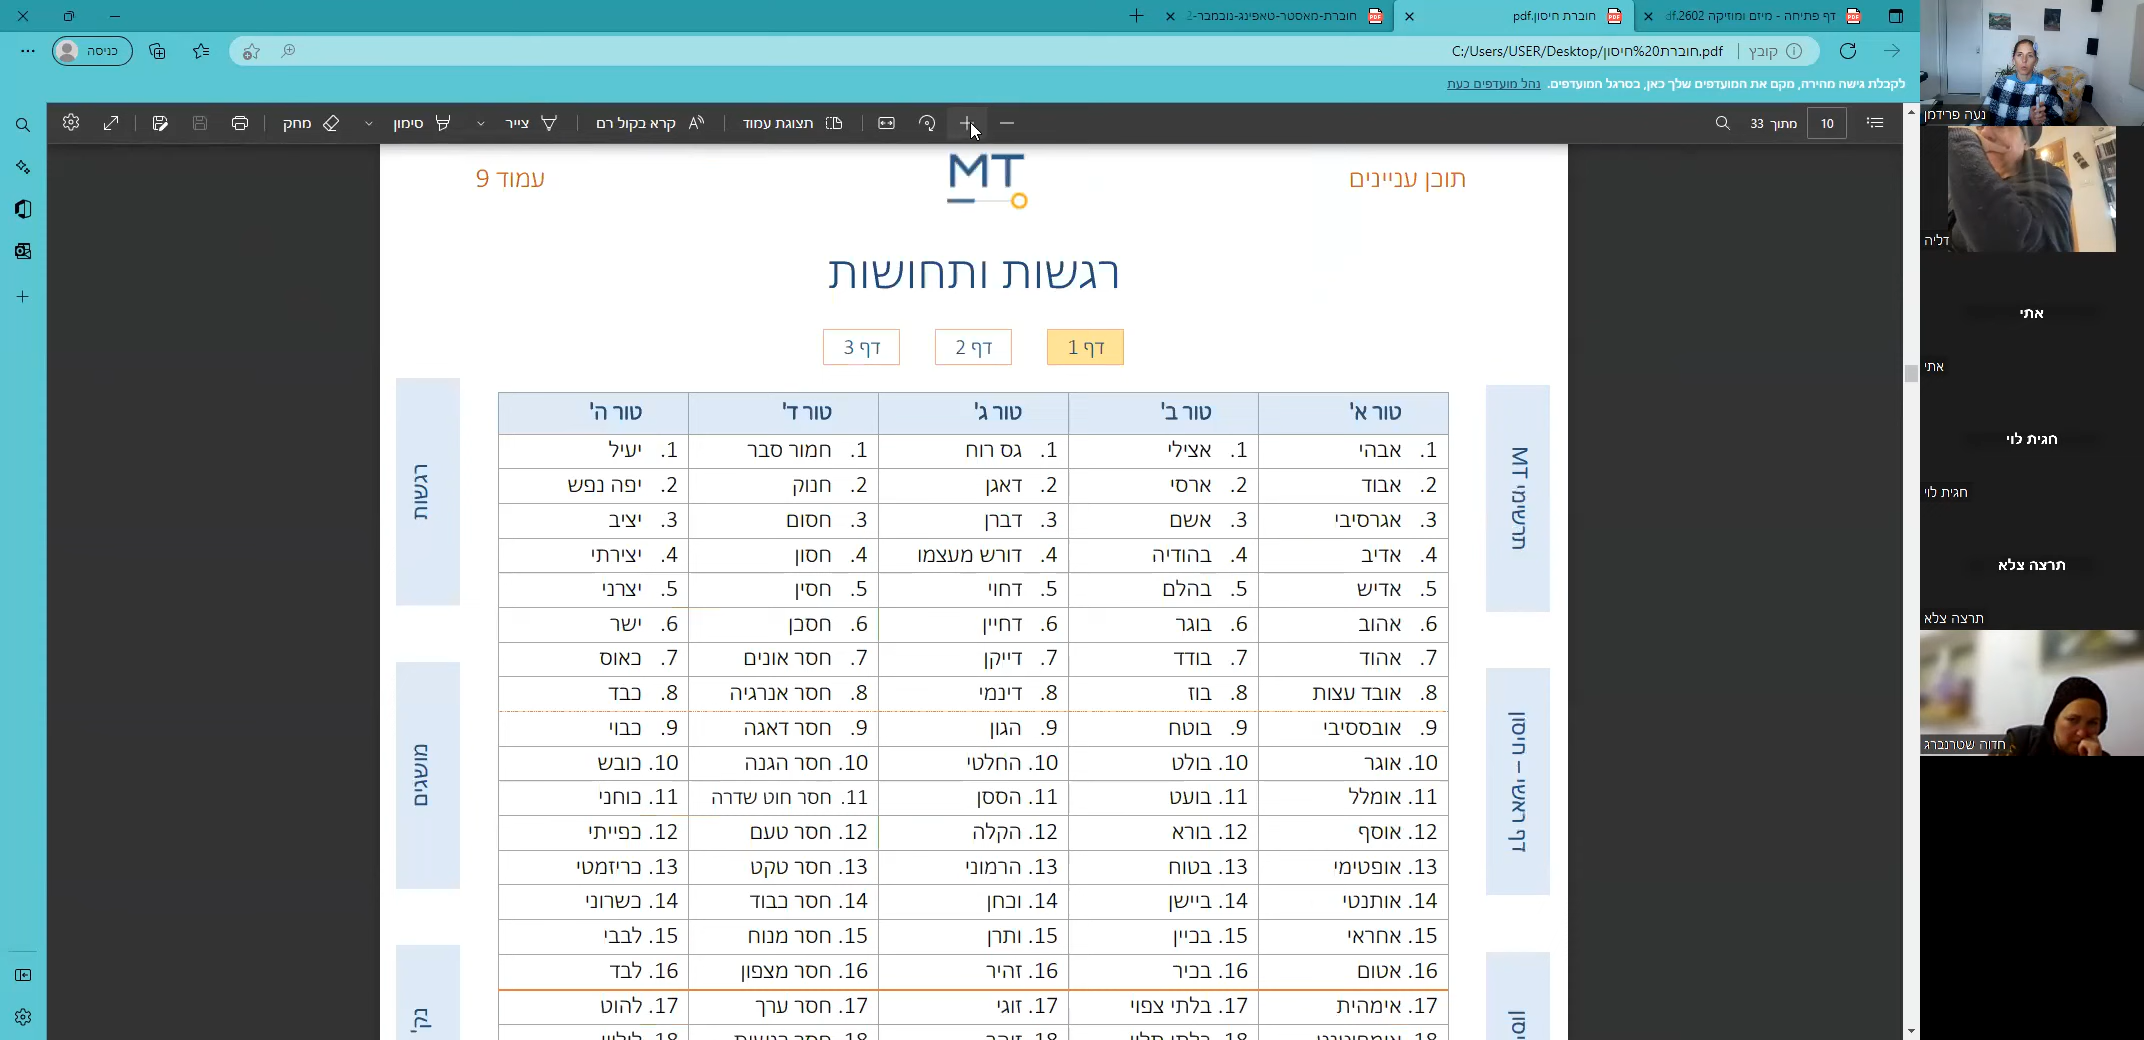 דף פתיחה - מיזם ומוזיקה 2602.pdf
חוברת חיסון.pdf
חוברת-מאסטר-טאפינג-נובמבר-2
קובץ
C:/Users/USER/Desktop/חוברת%20חיסון.pdf
כניסה
לקבלת גישה מהירה, מקם את המועדפים שלך כאן, בסרגל המועדפים. נהל מועדפים כעת
10 מתוך 33
תצוגת עמוד
קרא בקול רם
צייר
סימון
מחק
תוכן עניינים
MT
עמוד 9
רגשות ותחושות
דף 1 דף 2 דף 3
טור א' טור ב' טור ג' טור ד' טור ה'
1. אבהי 1. אצילי 1. גס רוח 1. חמור סבר 1. יעיל
2. אבוד 2. ארסי 2. דאגן 2. חנוק 2. יפה נפש
3. אגרסיבי 3. אשם 3. דברן 3. חסום 3. יציב
4. אדיב 4. בהודיה 4. דורש מעצמו 4. חסון 4. יצירתי
5. אדיש 5. בהלם 5. דחוי 5. חסין 5. יצרני
6. אהוב 6. בוגר 6. דחיין 6. חסכן 6. ישר
7. אהוד 7. בודד 7. דייקן 7. חסר אונים 7. כאוס
8. אובד עצות 8. בוז 8. דינמי 8. חסר אנרגיה 8. כבד
9. אובססיבי 9. בוטח 9. הגון 9. חסר דאגה 9. כבוי
10. אוגר 10. בולט 10. החלטי 10. חסר הגנה 10. כובש
11. אומלל 11. בועט 11. הססן 11. חסר חוט שדרה 11. כוחני
12. אוסף 12. בורא 12. הקלה 12. חסר טעם 12. כפייתי
13. אופטימי 13. בטוח 13. הרמוני 13. חסר טקט 13. כריזמטי
14. אותנטי 14. ביישן 14. וכחן 14. חסר כבוד 14. כשרוני
15. אחראי 15. בכיין 15. ותרן 15. חסר מנוח 15. לבבי
16. אטום 16. בכיר 16. זהיר 16. חסר מצפון 16. לבד
17. אימהית 17. בלתי צפוי 17. זוגי 17. חסר ערך 17. להוט
תרשימי MT
דף ראשי – חיסון
רגשות
מושגים
נק'
נעה פרידמן
דליה
אתי
אתי
חגית לוי
חגית לוי
תרצה צלא
תרצה צלא
חדוה שטרנברג